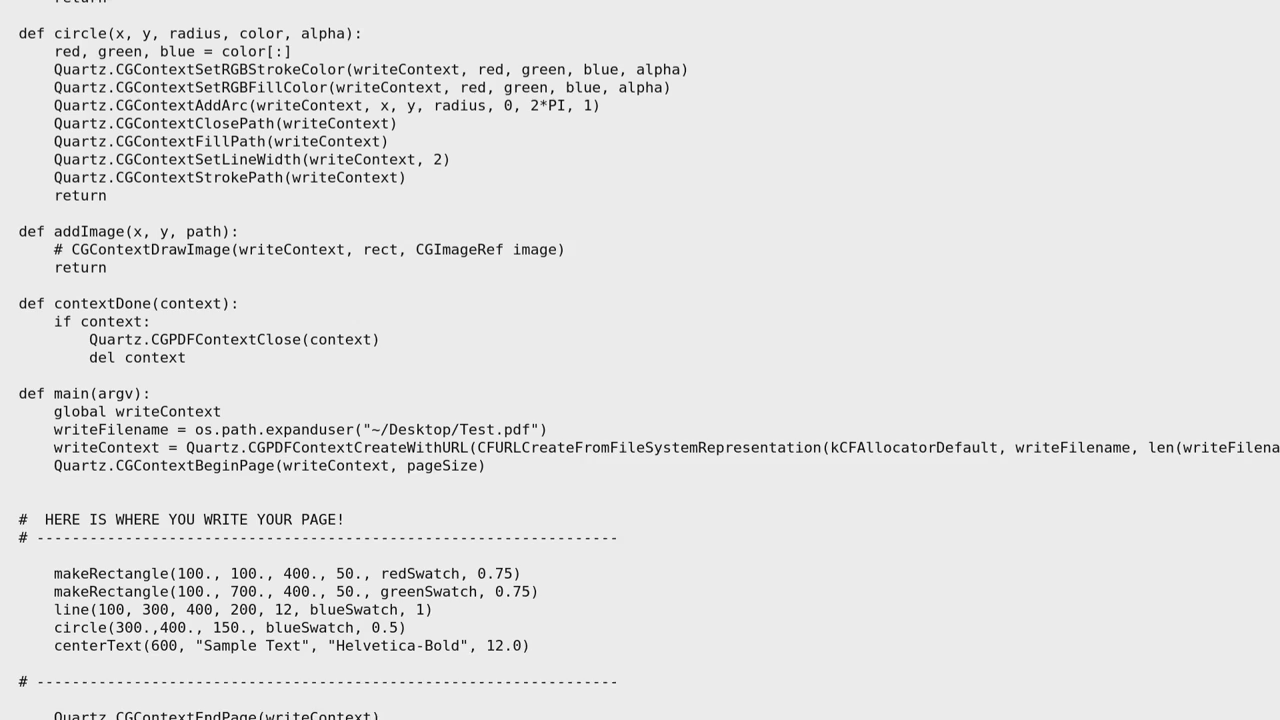 return
def circle(x, y, radius, color, alpha):
    red, green, blue = color[:]
    Quartz.CGContextSetRGBStrokeColor(writeContext, red, green, blue, alpha)
    Quartz.CGContextSetRGBFillColor(writeContext, red, green, blue, alpha)
    Quartz.CGContextAddArc(writeContext, x, y, radius, 0, 2*PI, 1)
    Quartz.CGContextClosePath(writeContext)
    Quartz.CGContextFillPath(writeContext)
    Quartz.CGContextSetLineWidth(writeContext, 2)
    Quartz.CGContextStrokePath(writeContext)
    return
def addImage(x, y, path):
    # CGContextDrawImage(writeContext, rect, CGImageRef image)
    return
def contextDone(context):
    if context:
        Quartz.CGPDFContextClose(context)
        del context
def main(argv):
    global writeContext
    writeFilename = os.path.expanduser("~/Desktop/Test.pdf")
    writeContext = Quartz.CGPDFContextCreateWithURL(CFURLCreateFromFileSystemRepresentation(kCFAllocatorDefault, writeFilename, len(writeFilena
    Quartz.CGContextBeginPage(writeContext, pageSize)
#  HERE IS WHERE YOU WRITE YOUR PAGE!
# ------------------------------------------------------------------
    makeRectangle(100., 100., 400., 50., redSwatch, 0.75)
    makeRectangle(100., 700., 400., 50., greenSwatch, 0.75)
    line(100, 300, 400, 200, 12, blueSwatch, 1)
    circle(300.,400., 150., blueSwatch, 0.5)
    centerText(600, "Sample Text", "Helvetica-Bold", 12.0)
# ------------------------------------------------------------------
    Quartz.CGContextEndPage(writeContext)